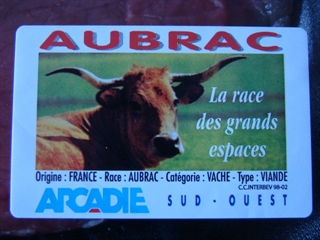 AUBRAC
La race
des grands
espaces
Origine : FRANCE - Race : AUBRAC - Catégorie : VACHE - Type : VIANDE
C.C.INTERBEV 98-02
ARCADIE SUD - OUEST